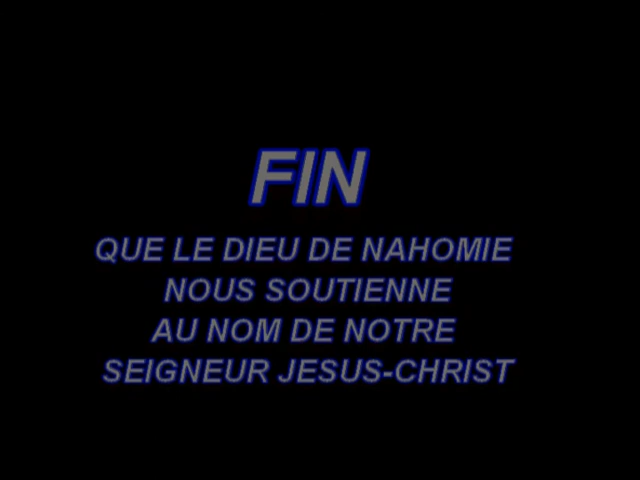 FIN
QUE LE DIEU DE NAHOMIE
NOUS SOUTIENNE
AU NOM DE NOTRE
SEIGNEUR JESUS-CHRIST